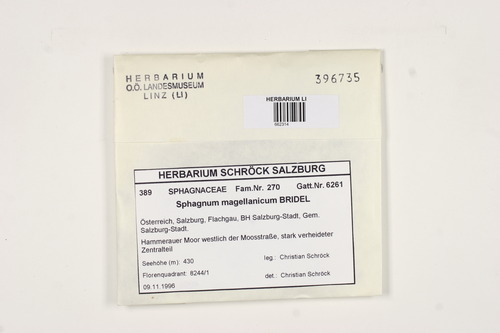 HERBARIUM
O.Ö. LANDESMUSEUM
LINZ (LI)
396735
HERBARIUM LI
HERBARIUM SCHRÖCK SALZBURG
389 SPHAGNACEAE Fam.Nr. 270 Gatt.Nr. 6261
Sphagnum magellanicum BRIDEL
Österreich, Salzburg, Flachgau, BH Salzburg-Stadt, Gem.
Salzburg-Stadt.
Hammerauer Moor westlich der Moosstraße, stark verheideter
Zentralteil
Seehöhe (m): 430 leg.: Christian Schröck
Florenquadrant: 8244/1 det.: Christian Schröck
09.11.1996